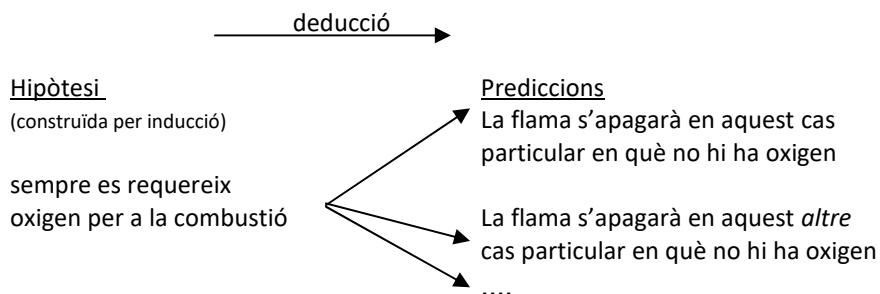 deducció
Hipòtesi
(construïda per inducció)
sempre es requereix
oxigen per a la combustió
Prediccions
La flama s’apagarà en aquest cas
particular en què no hi ha oxigen
La flama s’apagarà en aquest altre
cas particular en què no hi ha oxigen
....